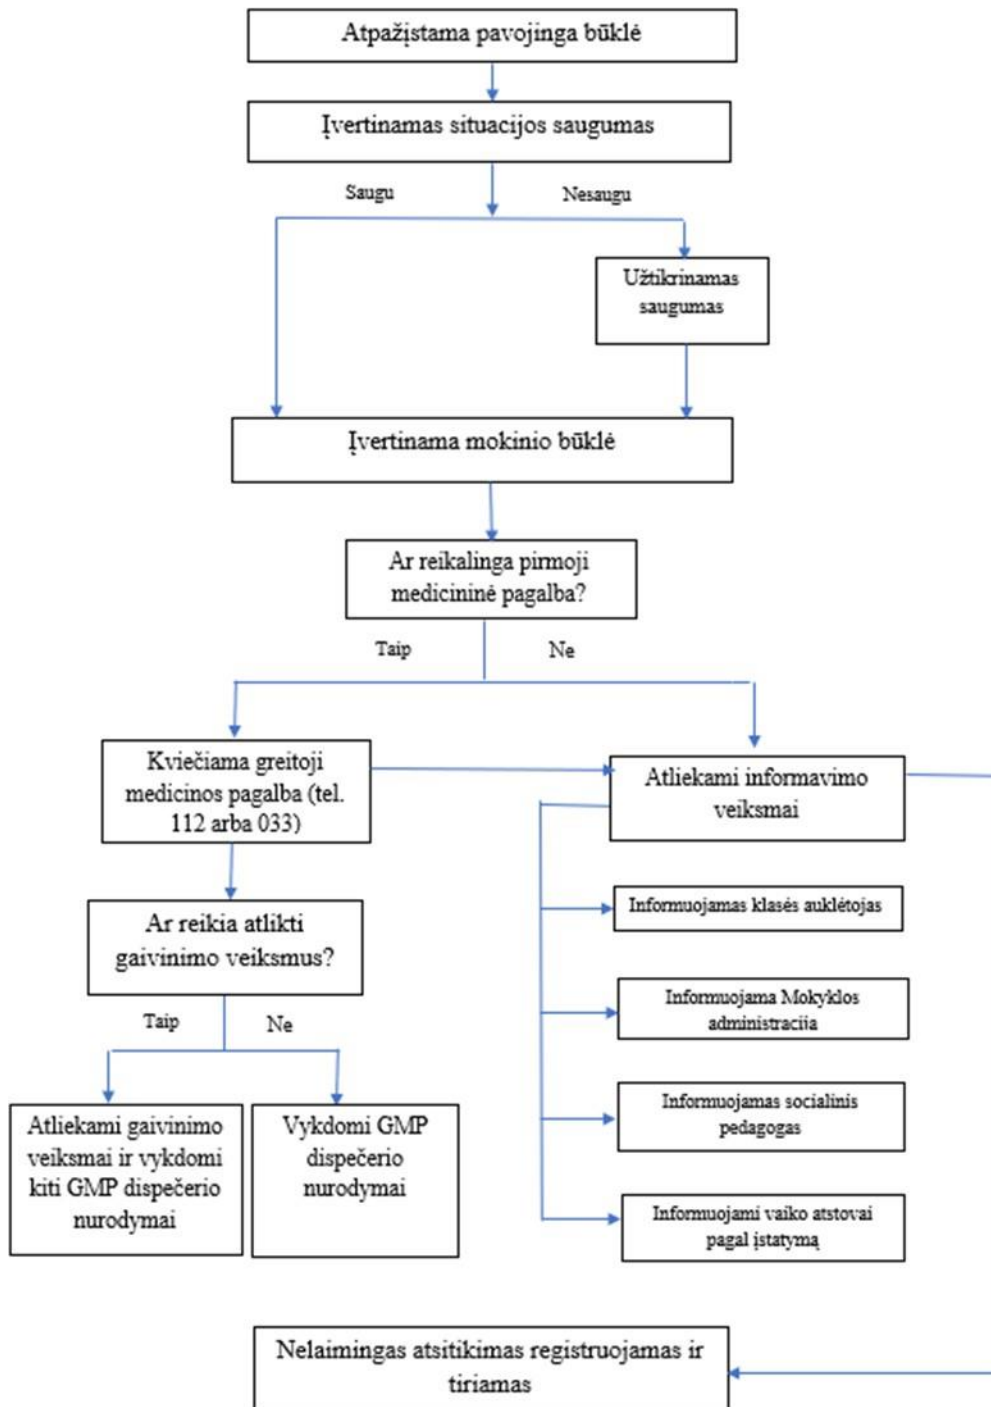 Atpažįstama pavojinga būklė
Įvertinamas situacijos saugumas
Saugu
Nesaugu
Užtikrinamas
saugumas
Įvertinama mokinio būklė
Ar reikalinga pirmoji
medicininė pagalba?
Taip
Ne
Kviečiama greitoji
medicinos pagalba (tel.
112 arba 033)
Atliekami informavimo
veiksmai
Ar reikia atlikti
gaivinimo veiksmus?
Taip
Ne
Atliekami gaivinimo
veiksmai ir vykdomi
kiti GMP dispečerio
nurodymai
Vykdomi GMP
dispečerio
nurodymai
Informuojamas klasės auklėtojas
Informuojama Mokyklos
administracija
Informuojamas socialinis
pedagogas
Informuojami vaiko atstovai
pagal įstatymą
Nelaimingas atsitikimas registruojamas ir
tiriamas